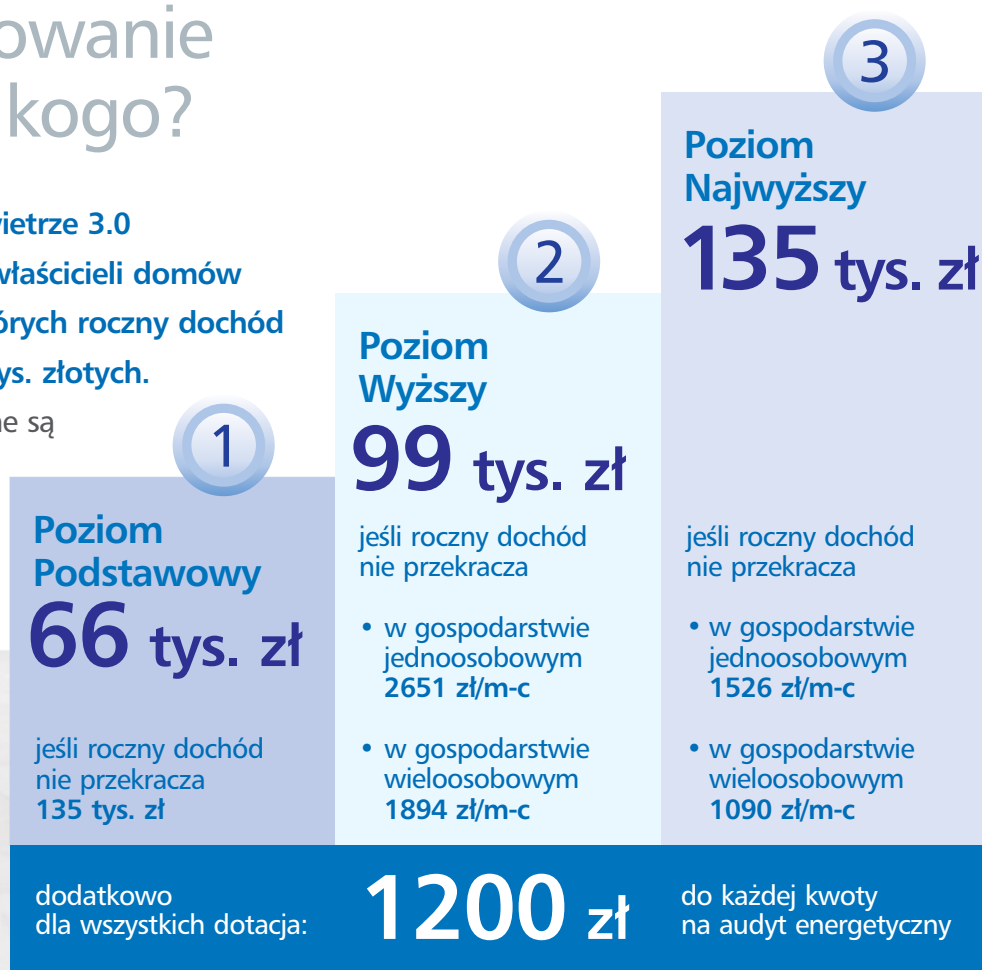 owanie
kogo?
ietrze 3.0
właścicieli domów
órych roczny dochód
ys. złotych.
ne są
1
Poziom
Podstawowy
66 tys. zł
jeśli roczny dochód
nie przekracza
135 tys. zł
2
Poziom
Wyższy
99 tys. zł
jeśli roczny dochód
nie przekracza
• w gospodarstwie
jednoosobowym
2651 zł/m-c
• w gospodarstwie
wieloosobowym
1894 zł/m-c
3
Poziom
Najwyższy
135 tys. zł
jeśli roczny dochód
nie przekracza
• w gospodarstwie
jednoosobowym
1526 zł/m-c
• w gospodarstwie
wieloosobowym
1090 zł/m-c
dodatkowo
dla wszystkich dotacja:
1200 zł
do każdej kwoty
na audyt energetyczny